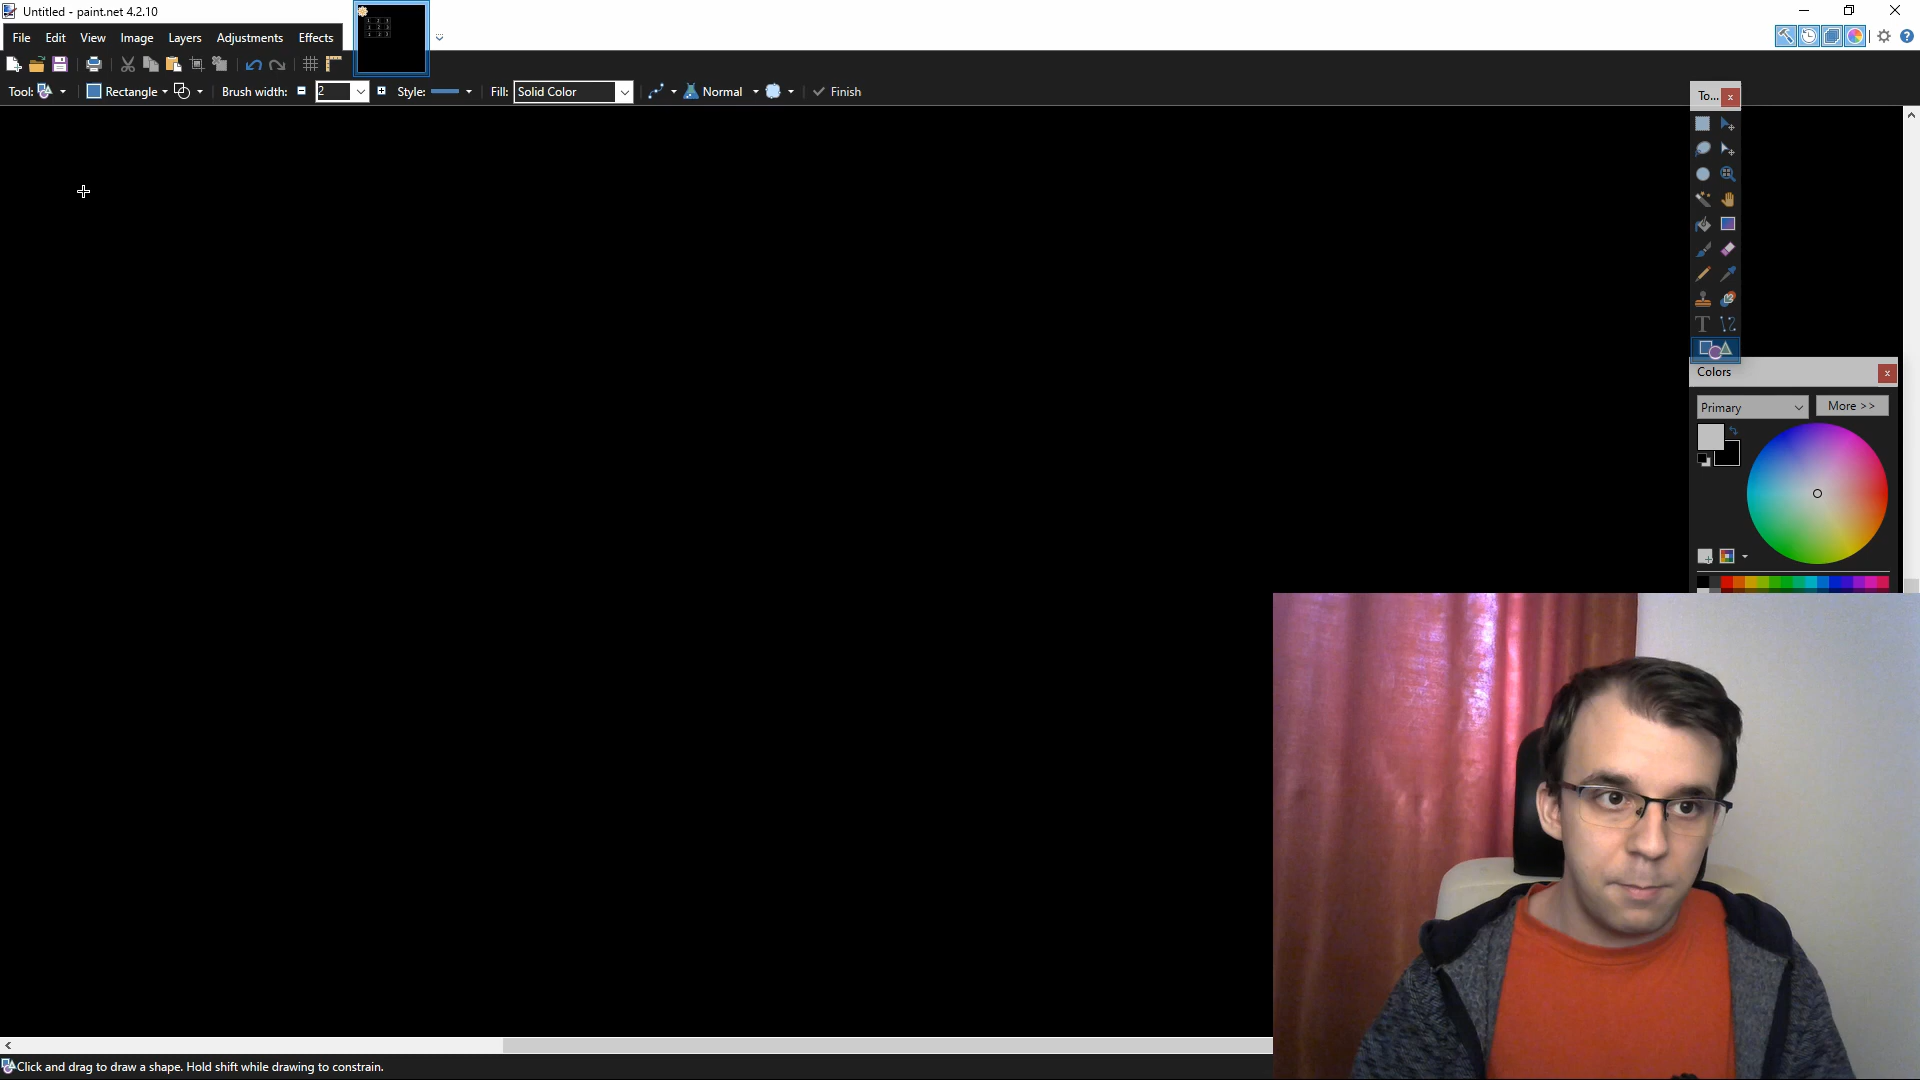 Untitled - paint.net 4.2.10
File Edit View Image Layers Adjustments Effects
Tool: Rectangle Brush width: 2 Style: Fill: Solid Color Normal Finish
To... x
Colors x
Primary More >>
Click and drag to draw a shape. Hold shift while drawing to constrain.